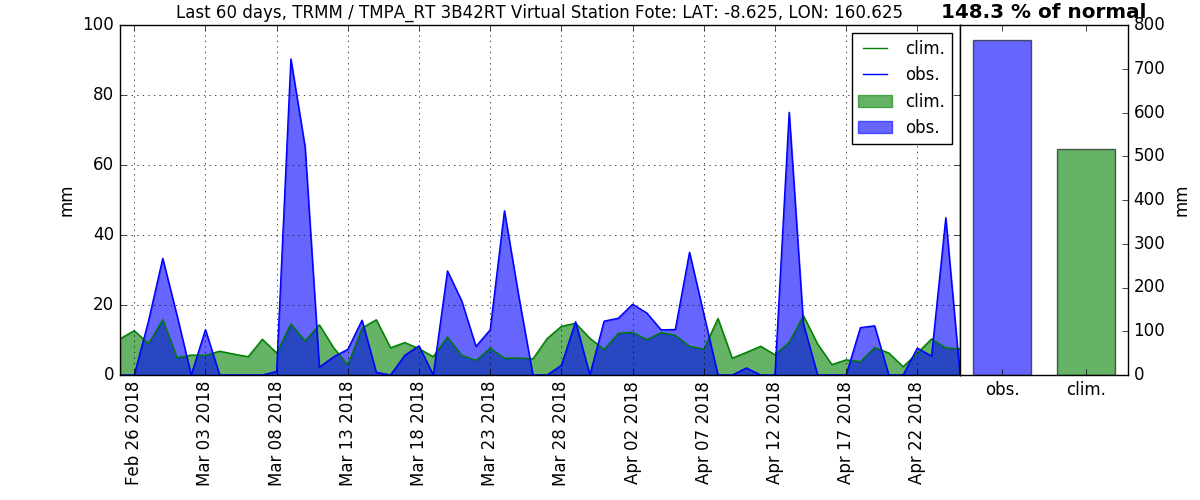 Last 60 days, TRMM / TMPA_RT 3B42RT Virtual Station Fote: LAT: -8.625, LON: 160.625
148.3 % of normal
100
80
60
40
20
0
mm
clim.
obs.
clim.
obs.
800
700
600
500
400
300
200
100
0
mm
obs.
clim.
Feb 26 2018
Mar 03 2018
Mar 08 2018
Mar 13 2018
Mar 18 2018
Mar 23 2018
Mar 28 2018
Apr 02 2018
Apr 07 2018
Apr 12 2018
Apr 17 2018
Apr 22 2018